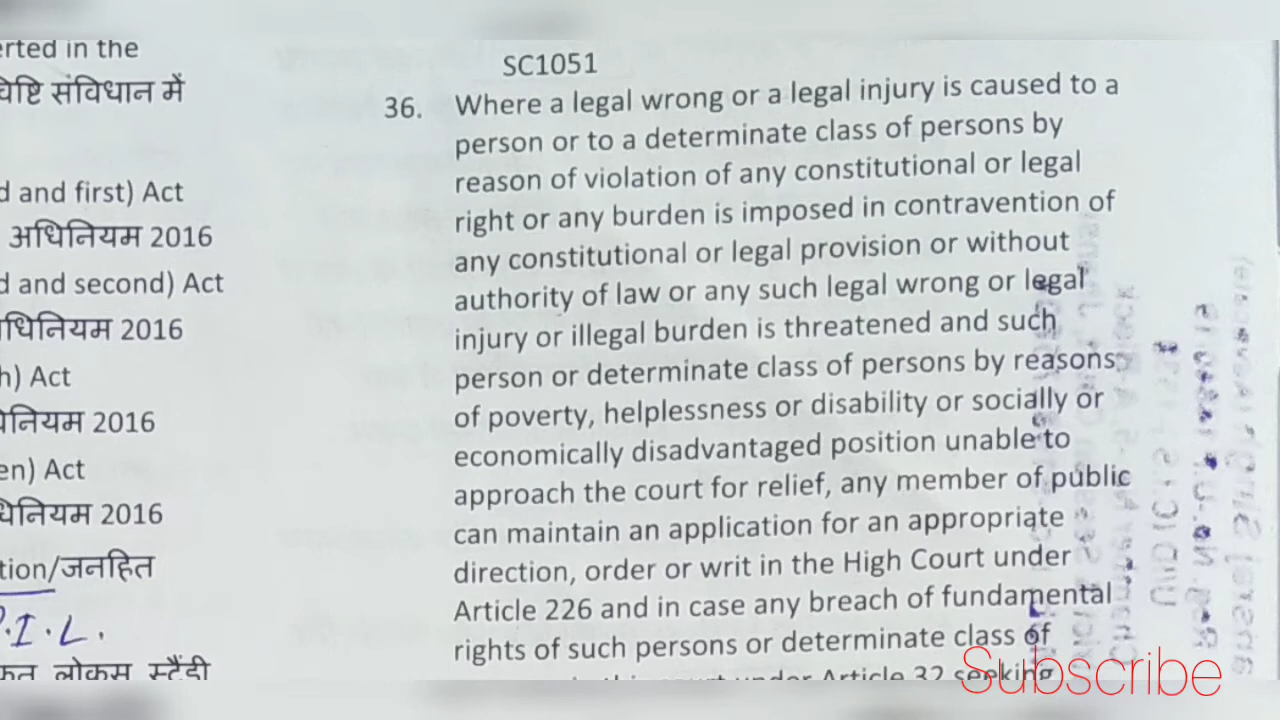 erted in the
विष्टि संविधान में
d and first) Act
अधिनियम 2016
d and second) Act
धिनियम 2016
h) Act
नियम 2016
en) Act
धिनियम 2016
tion/जनहित
P.I.L.
लोकस स्टैंडी
SC1051
36. Where a legal wrong or a legal injury is caused to a
person or to a determinate class of persons by
reason of violation of any constitutional or legal
right or any burden is imposed in contravention of
any constitutional or legal provision or without
authority of law or any such legal wrong or legal
injury or illegal burden is threatened and such
person or determinate class of persons by reasons
of poverty, helplessness or disability or socially or
economically disadvantaged position unable to
approach the court for relief, any member of public
can maintain an application for an appropriate
direction, order or writ in the High Court under
Article 226 and in case any breach of fundamental
rights of such persons or determinate class of
court under Article 32 seeking
Subscribe